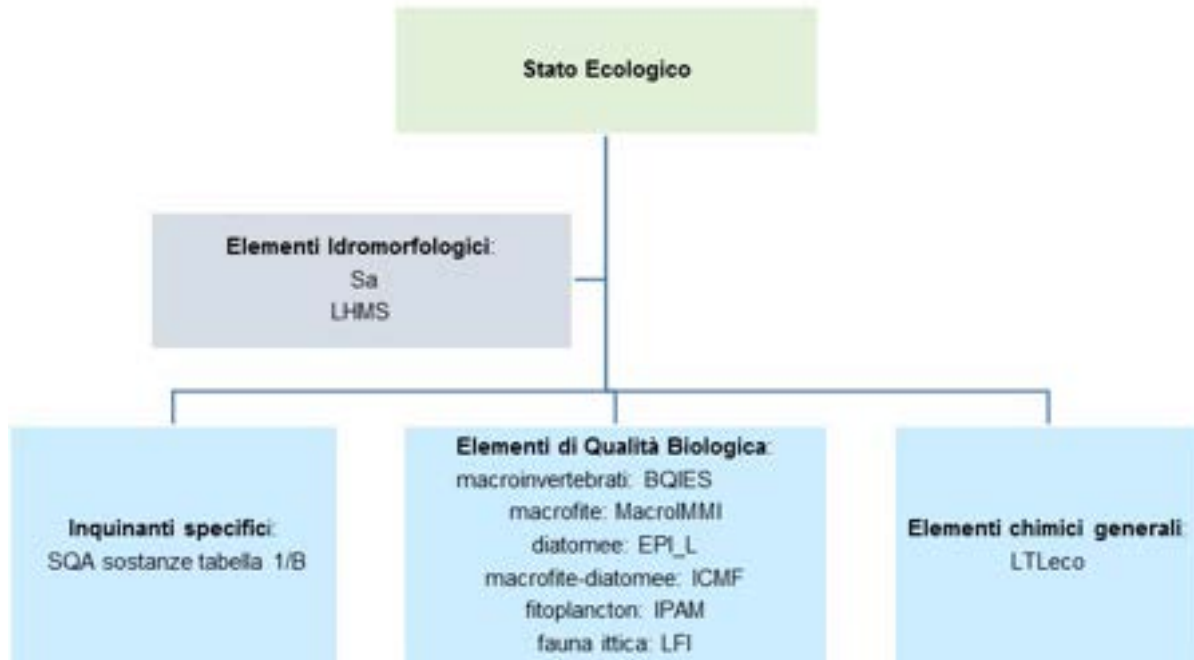 Stato Ecologico
Elementi Idromorfologici:
Sa
LHMS
Inquinanti specifici:
SQA sostanze tabella 1/B
Elementi di Qualità Biologica:
macroinvertebrati: BQIES
macrofite: MacroIMMI
diatomee: EPI_L
macrofite-diatomee: ICMF
fitoplancton: IPAM
fauna ittica: LFI
Elementi chimici generali:
LTLeco